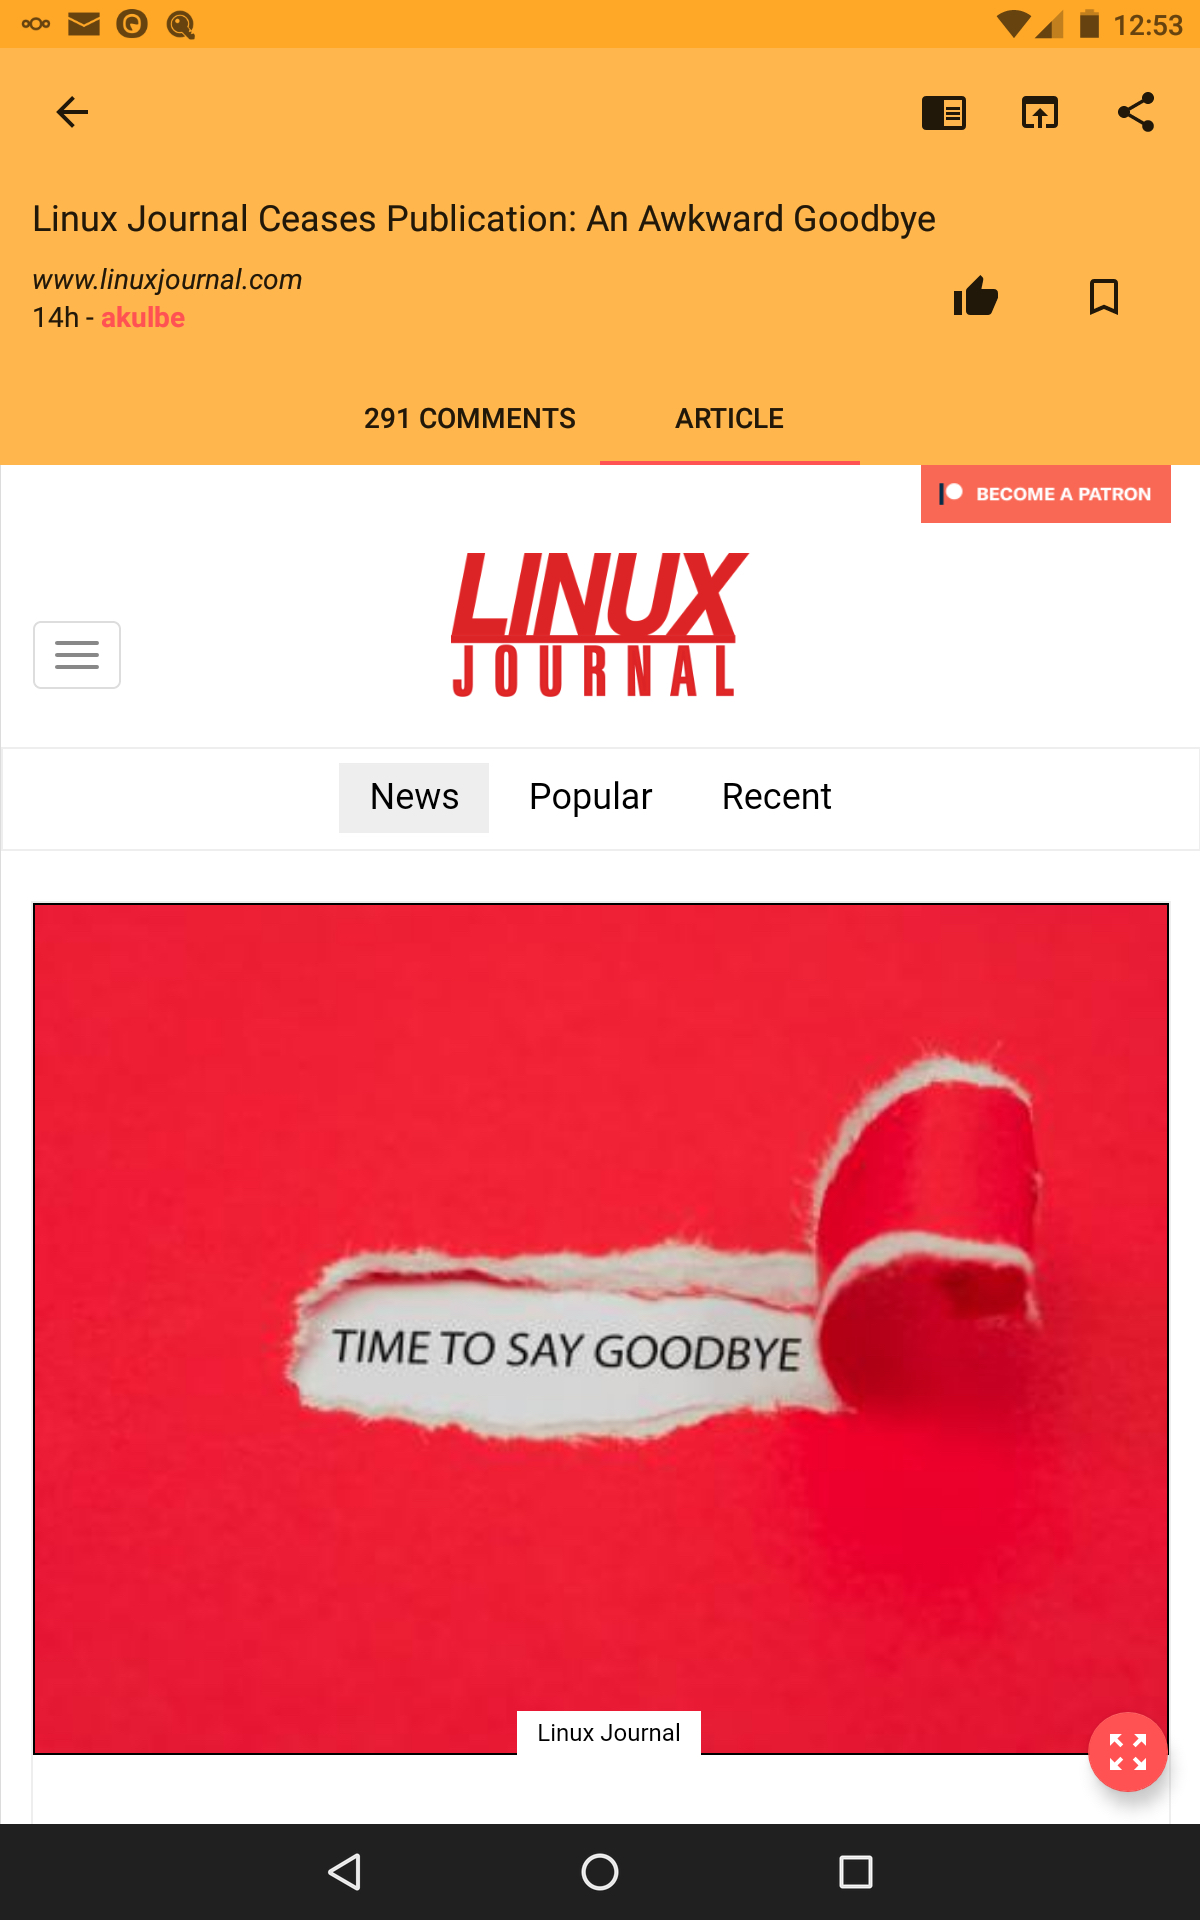 12:53
Linux Journal Ceases Publication: An Awkward Goodbye
www.linuxjournal.com
14h - akulbe
291 COMMENTS
ARTICLE
BECOME A PATRON
LINUX
JOURNAL
News
Popular
Recent
TIME TO SAY GOODBYE
Linux Journal